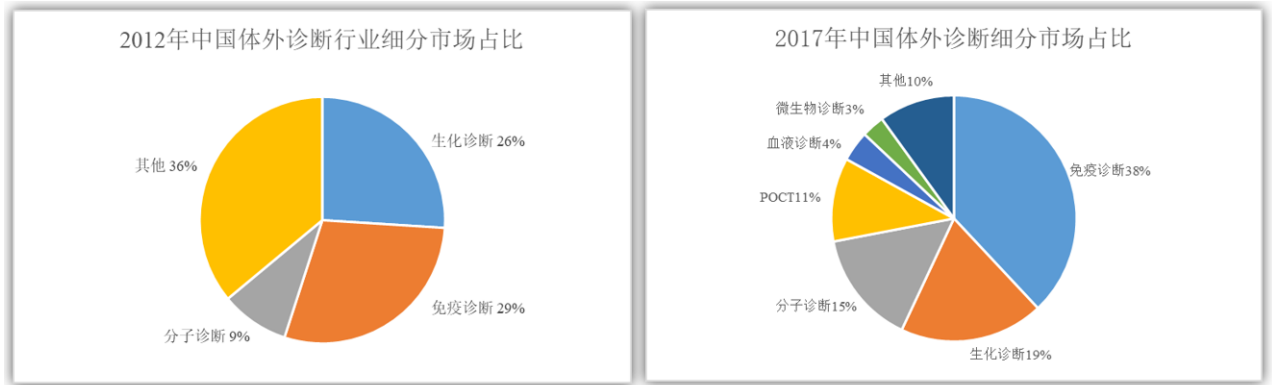 2012年中国体外诊断行业细分市场占比
生化诊断 26%
免疫诊断 29%
分子诊断 9%
其他 36%
2017年中国体外诊断细分市场占比
免疫诊断38%
生化诊断19%
分子诊断15%
POCT11%
血液诊断4%
微生物诊断3%
其他10%